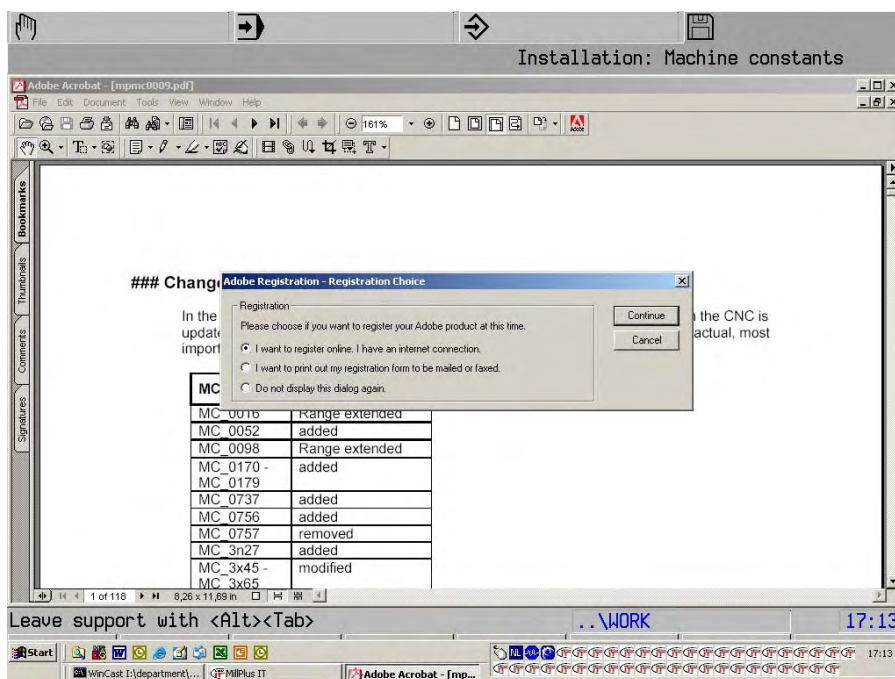 Installation: Machine constants
Adobe Acrobat - [mpmc0009.pdf]
File Edit Document Tools View Window Help
161%
Adobe
Bookmarks
Thumbnails
Comments
Signatures
### Chang
In the
updat
import
the CNC is
actual, most
Adobe Registration - Registration Choice
Registration
Please choose if you want to register your Adobe product at this time.
I want to register online. I have an internet connection.
I want to print out my registration form to be mailed or faxed.
Do not display this dialog again.
Continue
Cancel
MC
MC_0016 Range extended
MC_0052 added
MC_0098 Range extended
MC_0170 - added
MC_0179
MC_0737 added
MC_0756 added
MC_0757 removed
MC_3n27 added
MC_3x45 - modified
MC_3x65
1 of 118 8,26 x 11,69 in
Leave support with <Alt><Tab>
..\WORK
17:13
Start
NL
17:13
WinCast I:\department\...
MillPlus IT
Adobe Acrobat - [mp...